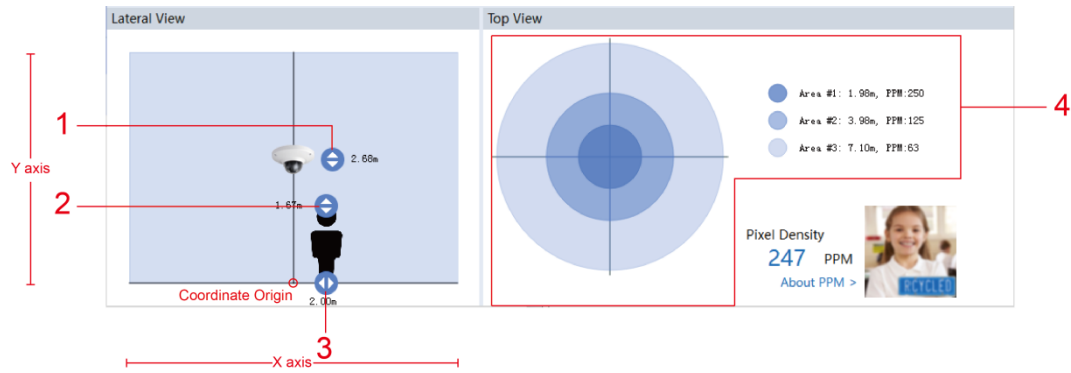 Lateral View
Top View
1
2
3
4
Y axis
X axis
2.68m
1.67m
Coordinate Origin
2.00m
Area #1: 1.98m, PPM:250
Area #2: 3.98m, PPM:125
Area #3: 7.10m, PPM:63
Pixel Density
247 PPM
About PPM >
RCYCLED